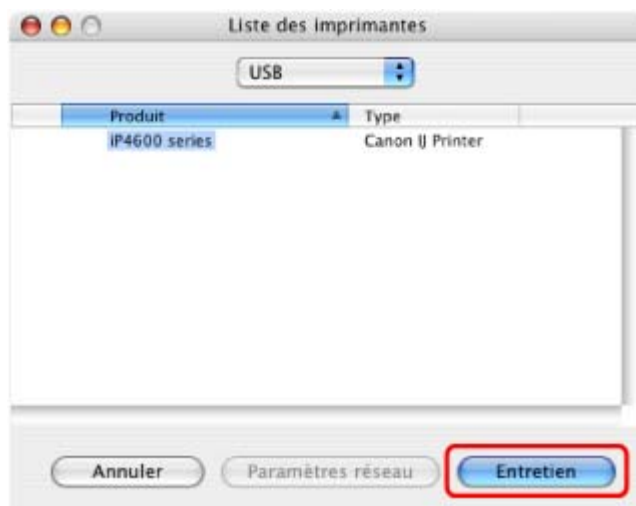 Liste des imprimantes
USB
Produit Type
iP4600 series Canon IJ Printer
Annuler Paramètres réseau Entretien